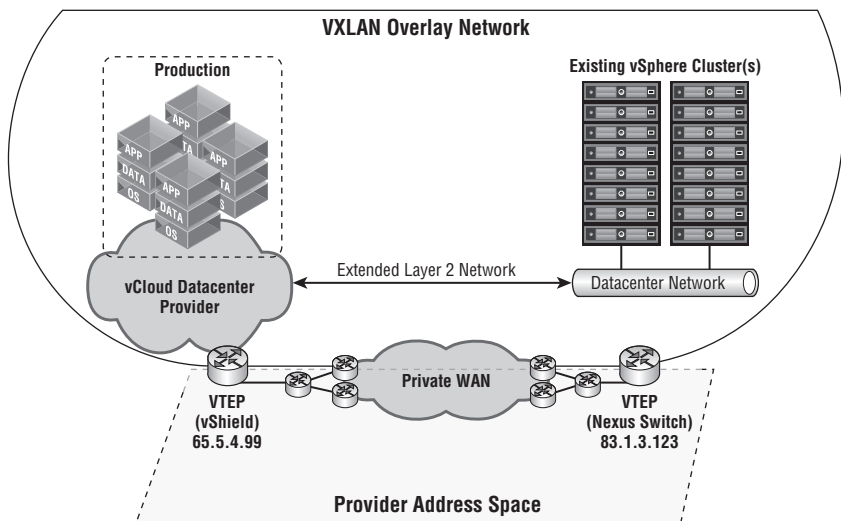 VXLAN Overlay Network
Production
Existing vSphere Cluster(s)
APP
TA
APP
DATA
OS
APP
TA
S
APP
DATA
OS
vCloud Datacenter
Provider
Extended Layer 2 Network
Datacenter Network
Private WAN
VTEP
(vShield)
65.5.4.99
VTEP
(Nexus Switch)
83.1.3.123
Provider Address Space